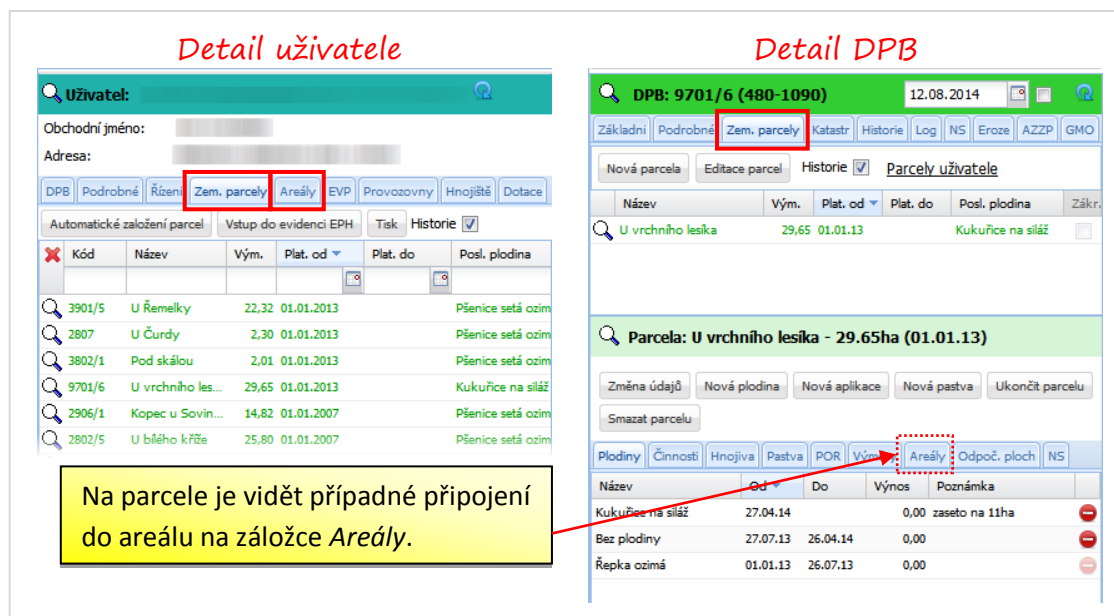 Detail uživatele
Uživatel:
Obchodní jméno:
Adresa:
DPB Podrobné Řízení Zem. parcely Areály EVP Provozovny Hnojiště Dotace
Automatické založení parcel Vstup do evidenci EPH Tisk Historie
Kód Název Vým. Plat. od Plat. do Posl. plodina
3901/5 U Řemelky 22,32 01.01.2013 Pšenice setá ozim
2807 U Čurdy 2,30 01.01.2013 Pšenice setá ozim
3802/1 Pod skálou 2,01 01.01.2013 Pšenice setá ozim
9701/6 U vrchního les... 29,65 01.01.2013 Kukuřice na siláž
2906/1 Kopec u Sovin... 14,82 01.01.2007 Pšenice setá ozim
2802/5 U bílého kříže 25,80 01.01.2007 Pšenice setá ozim
Na parcele je vidět případné připojení
do areálu na záložce Areály.
Detail DPB
DPB: 9701/6 (480-1090) 12.08.2014
Základní Podrobné Zem. parcely Katastr Historie Log NS Eroze AZZP GMO
Nová parcela Editace parcel Historie Parcely uživatele
Název Vým. Plat. od Plat. do Posl. plodina Zákr.
U vrchního lesíka 29,65 01.01.13 Kukuřice na siláž
Parcela: U vrchního lesíka - 29.65ha (01.01.13)
Změna údajů Nová plodina Nová aplikace Nová pastva Ukončit parcelu
Smazat parcelu
Plodiny Činnosti Hnojiva Pastva POR Areály Odpoč. ploch NS
Název Od Do Výnos Poznámka
Kukuřice na siláž 27.04.14 0,00 zaseto na 11ha
Bez plodiny 27.07.13 26.04.14 0,00
Řepka ozimá 01.01.13 26.07.13 0,00